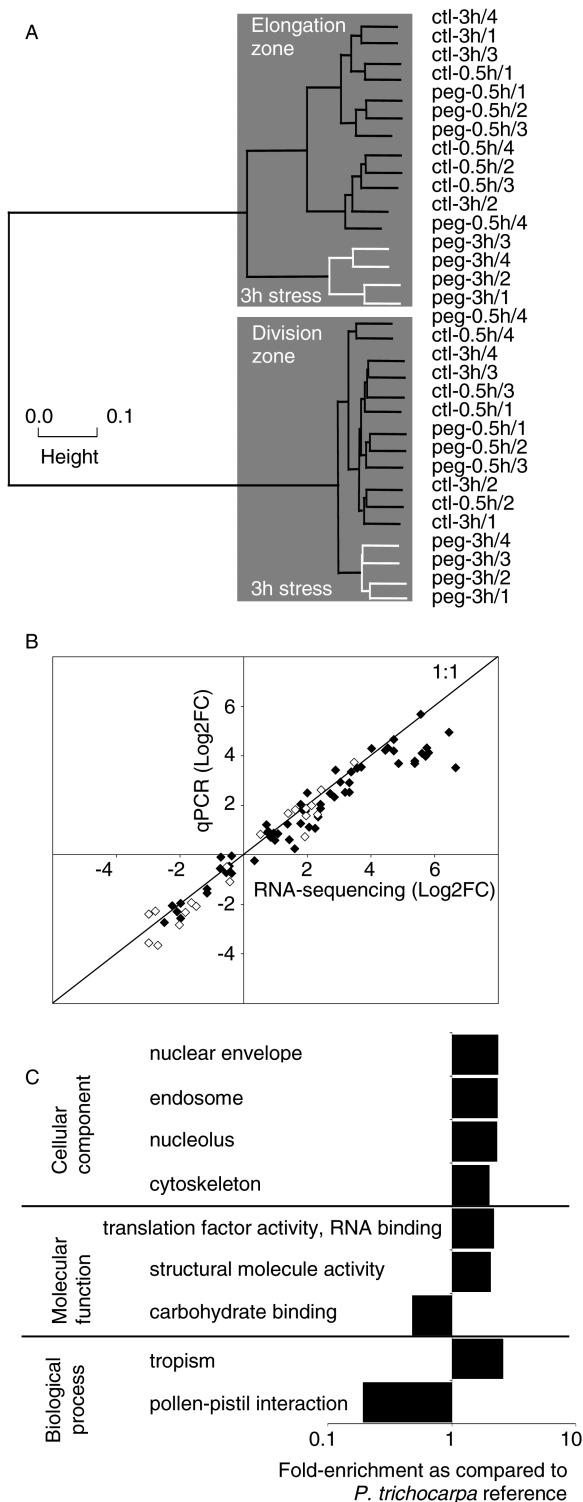 A
Elongation
zone
ctl-3h/4
ctl-3h/1
ctl-3h/3
ctl-0.5h/1
peg-0.5h/1
peg-0.5h/2
peg-0.5h/3
ctl-0.5h/4
ctl-0.5h/2
ctl-0.5h/3
ctl-3h/2
peg-0.5h/4
peg-3h/3
peg-3h/4
peg-3h/2
peg-3h/1
3h stress
Division
zone
peg-0.5h/4
ctl-0.5h/4
ctl-3h/4
ctl-3h/3
ctl-0.5h/3
ctl-0.5h/1
peg-0.5h/1
peg-0.5h/2
peg-0.5h/3
ctl-3h/2
ctl-0.5h/2
ctl-3h/1
peg-3h/4
peg-3h/3
peg-3h/2
peg-3h/1
3h stress
0.0 0.1
Height
B
1:1
qPCR (Log2FC)
6
4
2
-4 -2 2 4 6
RNA-sequencing (Log2FC)
-2
-4
C
Cellular
component
nuclear envelope
endosome
nucleolus
cytoskeleton
Molecular
function
translation factor activity, RNA binding
structural molecule activity
carbohydrate binding
Biological
process
tropism
pollen-pistil interaction
0.1 1 10
Fold-enrichment as compared to
P. trichocarpa reference